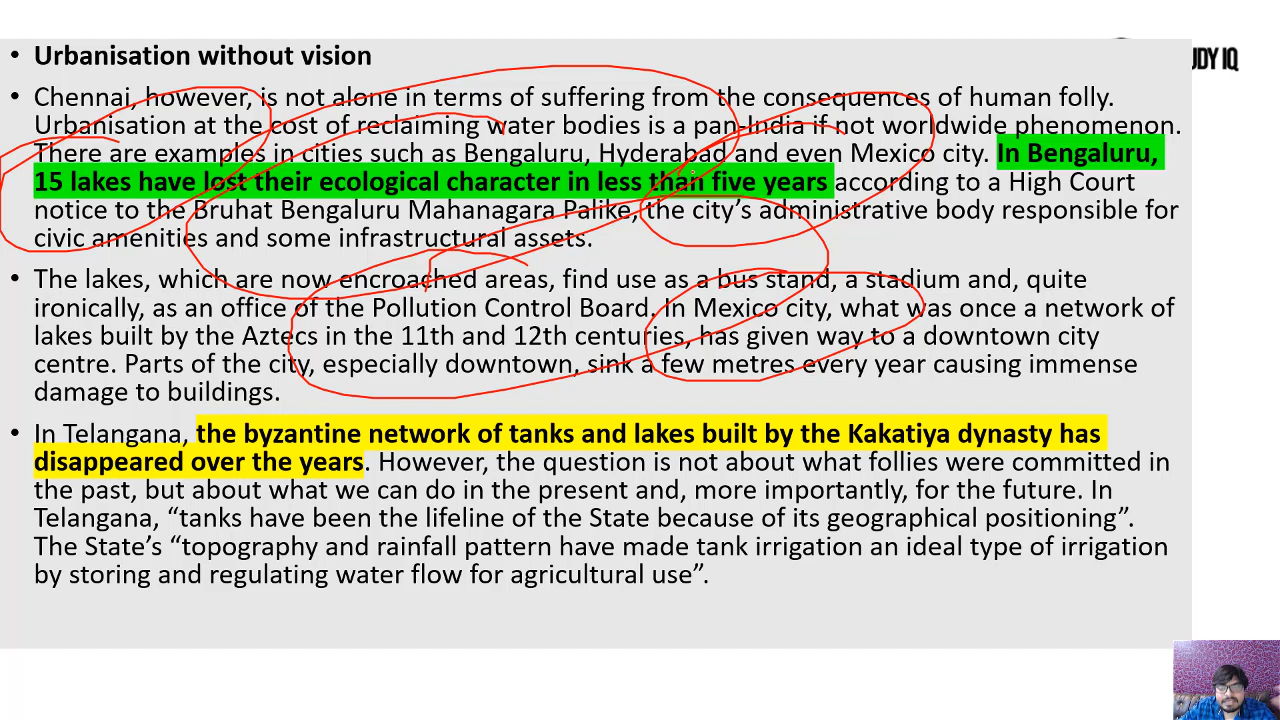 • Urbanisation without vision
• Chennai, however, is not alone in terms of suffering from the consequences of human folly.
Urbanisation at the cost of reclaiming water bodies is a pan-India if not worldwide phenomenon.
There are examples in cities such as Bengaluru, Hyderabad and even Mexico city. In Bengaluru,
15 lakes have lost their ecological character in less than five years according to a High Court
notice to the Bruhat Bengaluru Mahanagara Palike, the city’s administrative body responsible for
civic amenities and some infrastructural assets.
• The lakes, which are now encroached areas, find use as a bus stand, a stadium and, quite
ironically, as an office of the Pollution Control Board. In Mexico city, what was once a network of
lakes built by the Aztecs in the 11th and 12th centuries, has given way to a downtown city
centre. Parts of the city, especially downtown, sink a few metres every year causing immense
damage to buildings.
• In Telangana, the byzantine network of tanks and lakes built by the Kakatiya dynasty has
disappeared over the years. However, the question is not about what follies were committed in
the past, but about what we can do in the present and, more importantly, for the future. In
Telangana, “tanks have been the lifeline of the State because of its geographical positioning”.
The State’s “topography and rainfall pattern have made tank irrigation an ideal type of irrigation
by storing and regulating water flow for agricultural use”.
IQ